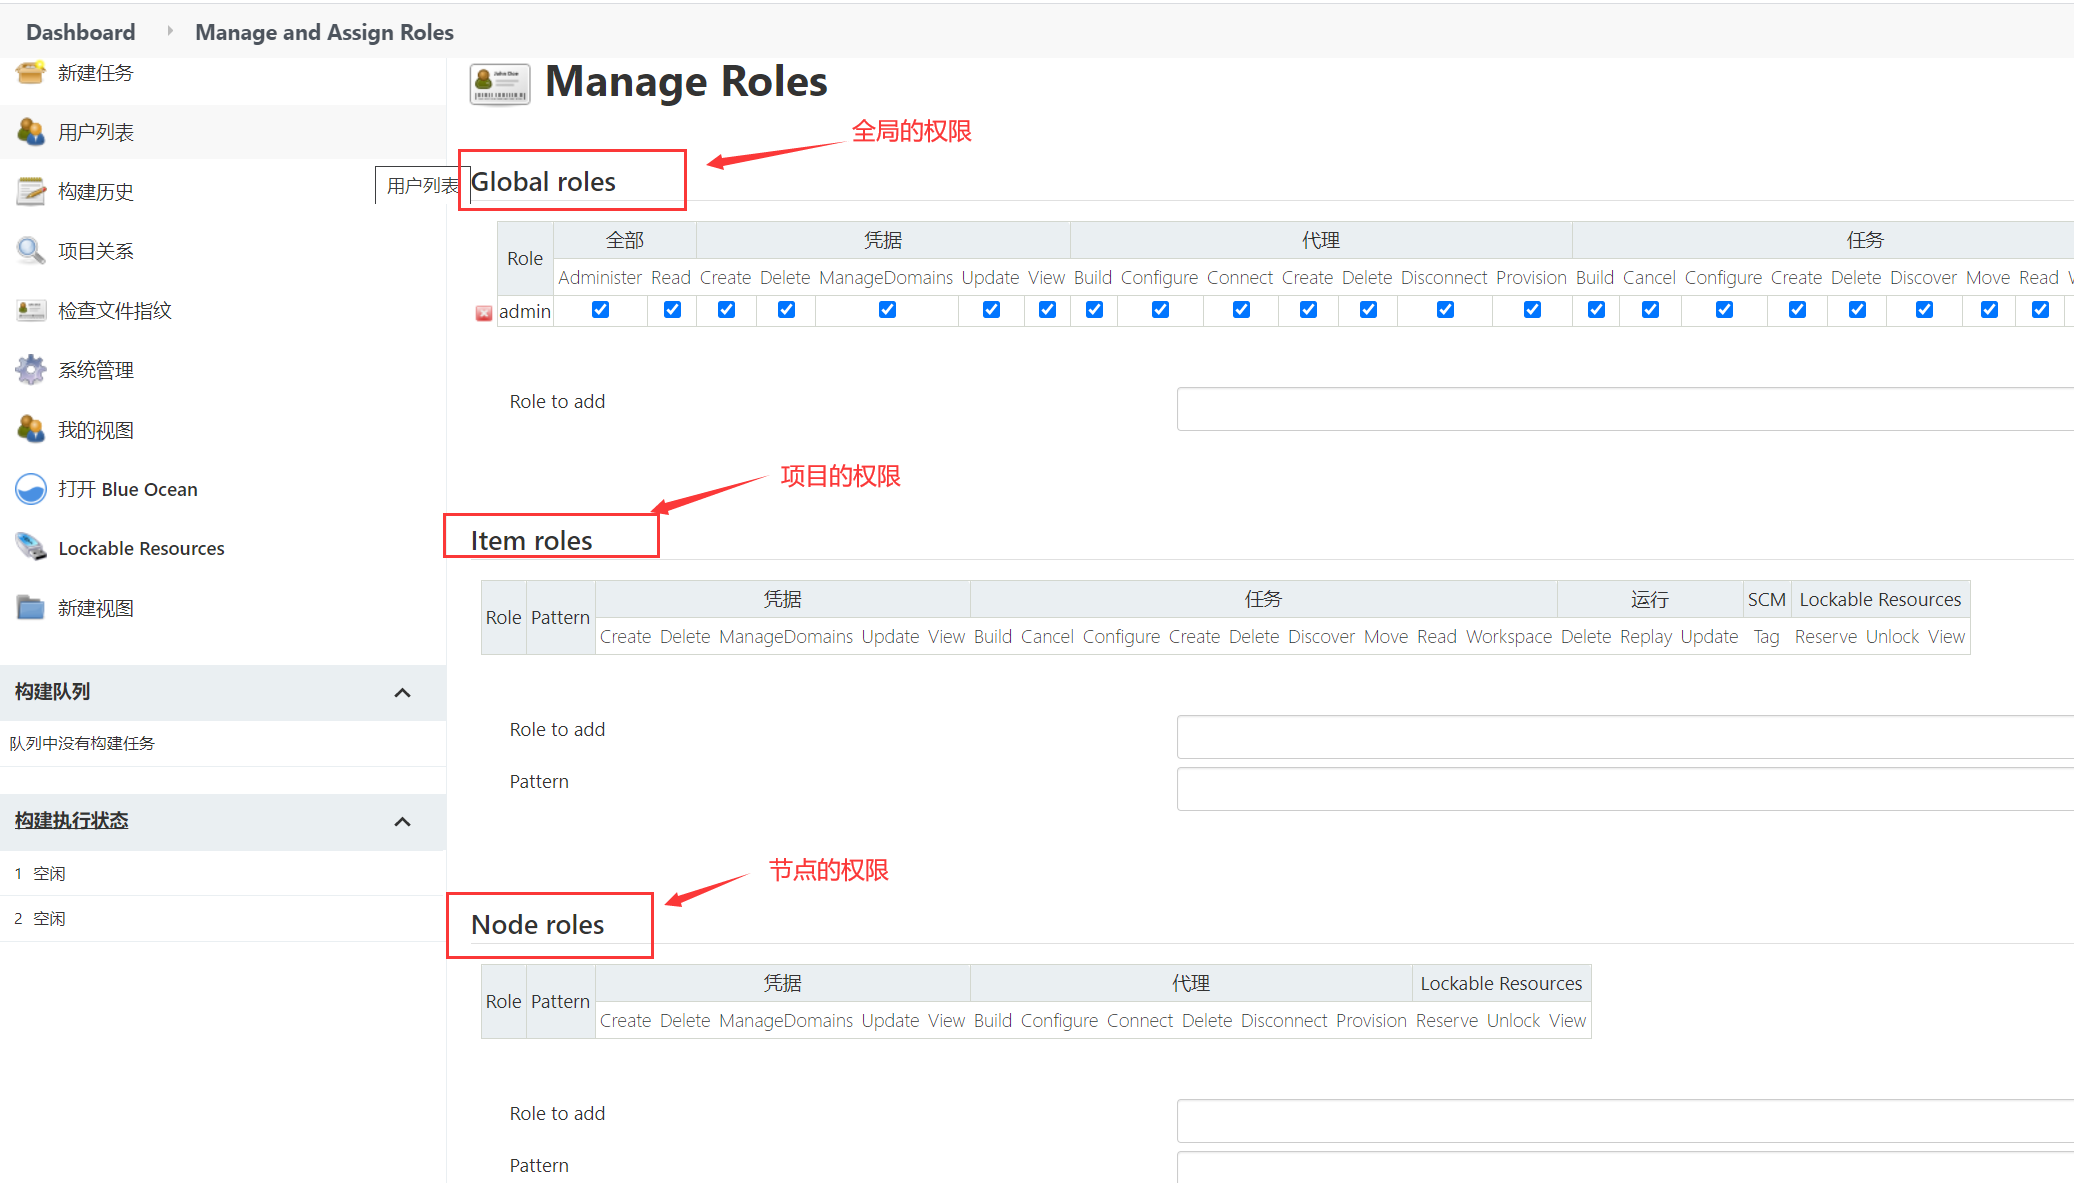 Dashboard
Manage and Assign Roles
新建任务
用户列表
构建历史
项目关系
检查文件指纹
系统管理
我的视图
打开 Blue Ocean
Lockable Resources
新建视图
构建队列
队列中没有构建任务
构建执行状态
1 空闲
2 空闲
用户列表
John Doe
Manage Roles
全局的权限
Global roles
Role 全部 凭据 代理 任务
Administer Read Create Delete ManageDomains Update View Build Configure Connect Create Delete Disconnect Provision Build Cancel Configure Create Delete Discover Move Read
admin
Role to add
项目的权限
Item roles
Role Pattern 凭据 任务 运行 SCM Lockable Resources
Create Delete ManageDomains Update View Build Cancel Configure Create Delete Discover Move Read Workspace Delete Replay Update Tag Reserve Unlock View
Role to add
Pattern
节点的权限
Node roles
Role Pattern 凭据 代理 Lockable Resources
Create Delete ManageDomains Update View Build Configure Connect Delete Disconnect Provision Reserve Unlock View
Role to add
Pattern